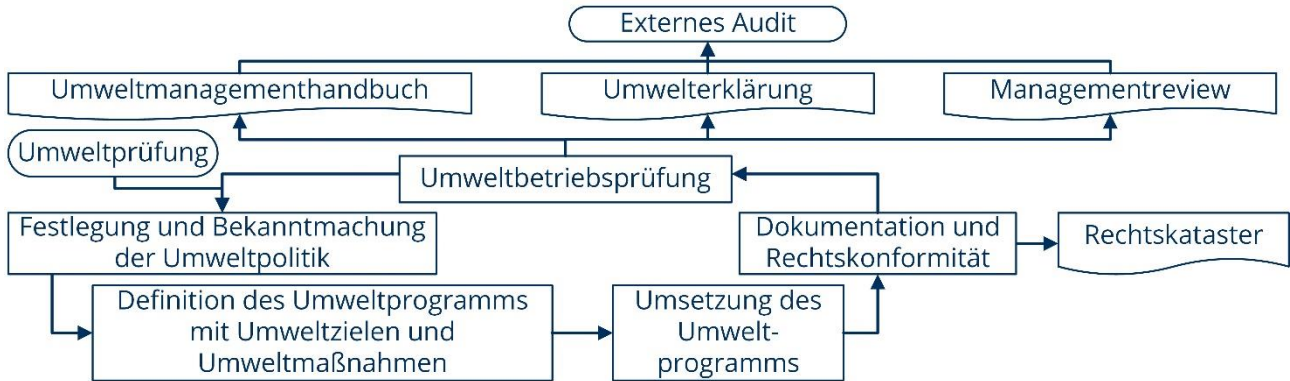 Externes Audit
Umweltmanagementhandbuch
Umwelterklärung
Managementreview
Umweltprüfung
Umweltbetriebsprüfung
Festlegung und Bekanntmachung
der Umweltpolitik
Dokumentation und
Rechtskonformität
Rechtskataster
Definition des Umweltprogramms
mit Umweltzielen und
Umweltmaßnahmen
Umsetzung des
Umwelt-
programms